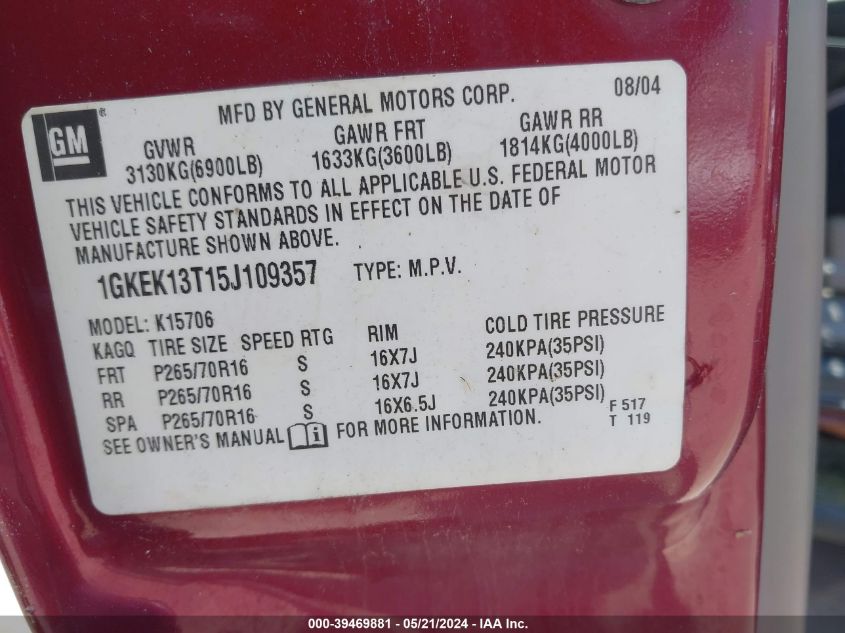 MFD BY GENERAL MOTORS CORP. 08/04
GM®
GVWR GAWR FRT GAWR RR
3130KG(6900LB) 1633KG(3600LB) 1814KG(4000LB)
THIS VEHICLE CONFORMS TO ALL APPLICABLE U.S. FEDERAL MOTOR
VEHICLE SAFETY STANDARDS IN EFFECT ON THE DATE OF
MANUFACTURE SHOWN ABOVE.
1GKEK13T15J109357 TYPE: M.P.V.
MODEL: K15706
KAGQ TIRE SIZE SPEED RTG RIM COLD TIRE PRESSURE
FRT P265/70R16 S 16X7J 240KPA(35PSI)
RR P265/70R16 S 16X7J 240KPA(35PSI)
SPA P265/70R16 S 16X6.5J 240KPA(35PSI)
SEE OWNER'S MANUAL i FOR MORE INFORMATION.
F 517
T 119
000-39469881 - 05/21/2024 - IAA Inc.